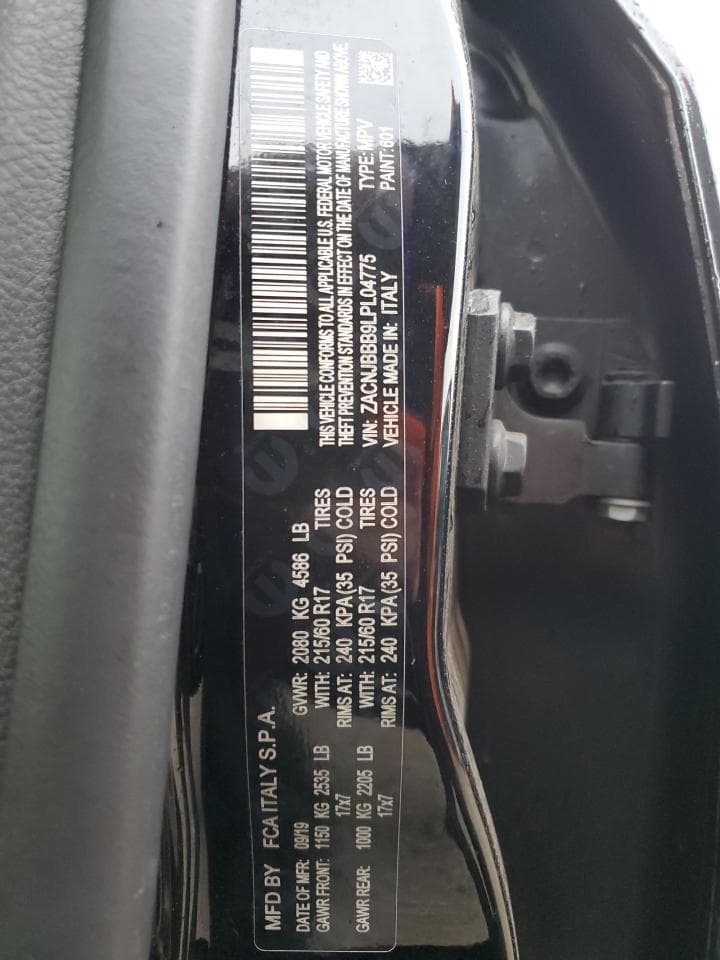 MFD BY FCA ITALY S.P.A.
DATE OF MFR: 09/19 GVWR: 2080 KG 4586 LB
GAWR FRONT: 1150 KG 2535 LB WITH: 215/60 R17 TIRES
17x7 RIMS AT: 240 KPA(35 PSI) COLD
GAWR REAR: 1000 KG 2205 LB WITH: 215/60 R17 TIRES
17x7 RIMS AT: 240 KPA(35 PSI) COLD
THIS VEHICLE CONFORMS TO ALL APPLICABLE U.S. FEDERAL MOTOR VEHICLE SAFETY AND
THEFT PREVENTION STANDARDS IN EFFECT ON THE DATE OF MANUFACTURE SHOWN ABOVE.
VIN: ZACNJBBB9LPL04775 TYPE: MPV
VEHICLE MADE IN: ITALY PAINT: 601